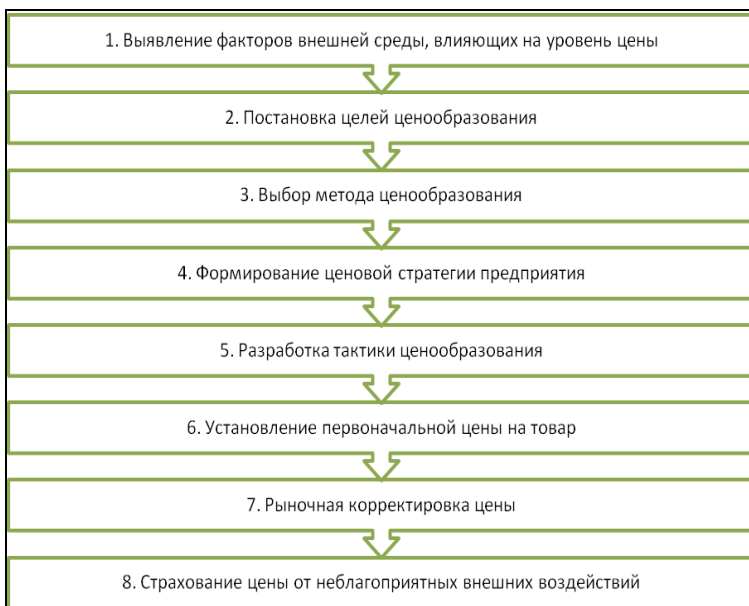 1. Выявление факторов внешней среды, влияющих на уровень цены
2. Постановка целей ценообразования
3. Выбор метода ценообразования
4. Формирование ценовой стратегии предприятия
5. Разработка тактики ценообразования
6. Установление первоначальной цены на товар
7. Рыночная корректировка цены
8. Страхование цены от неблагоприятных внешних воздействий